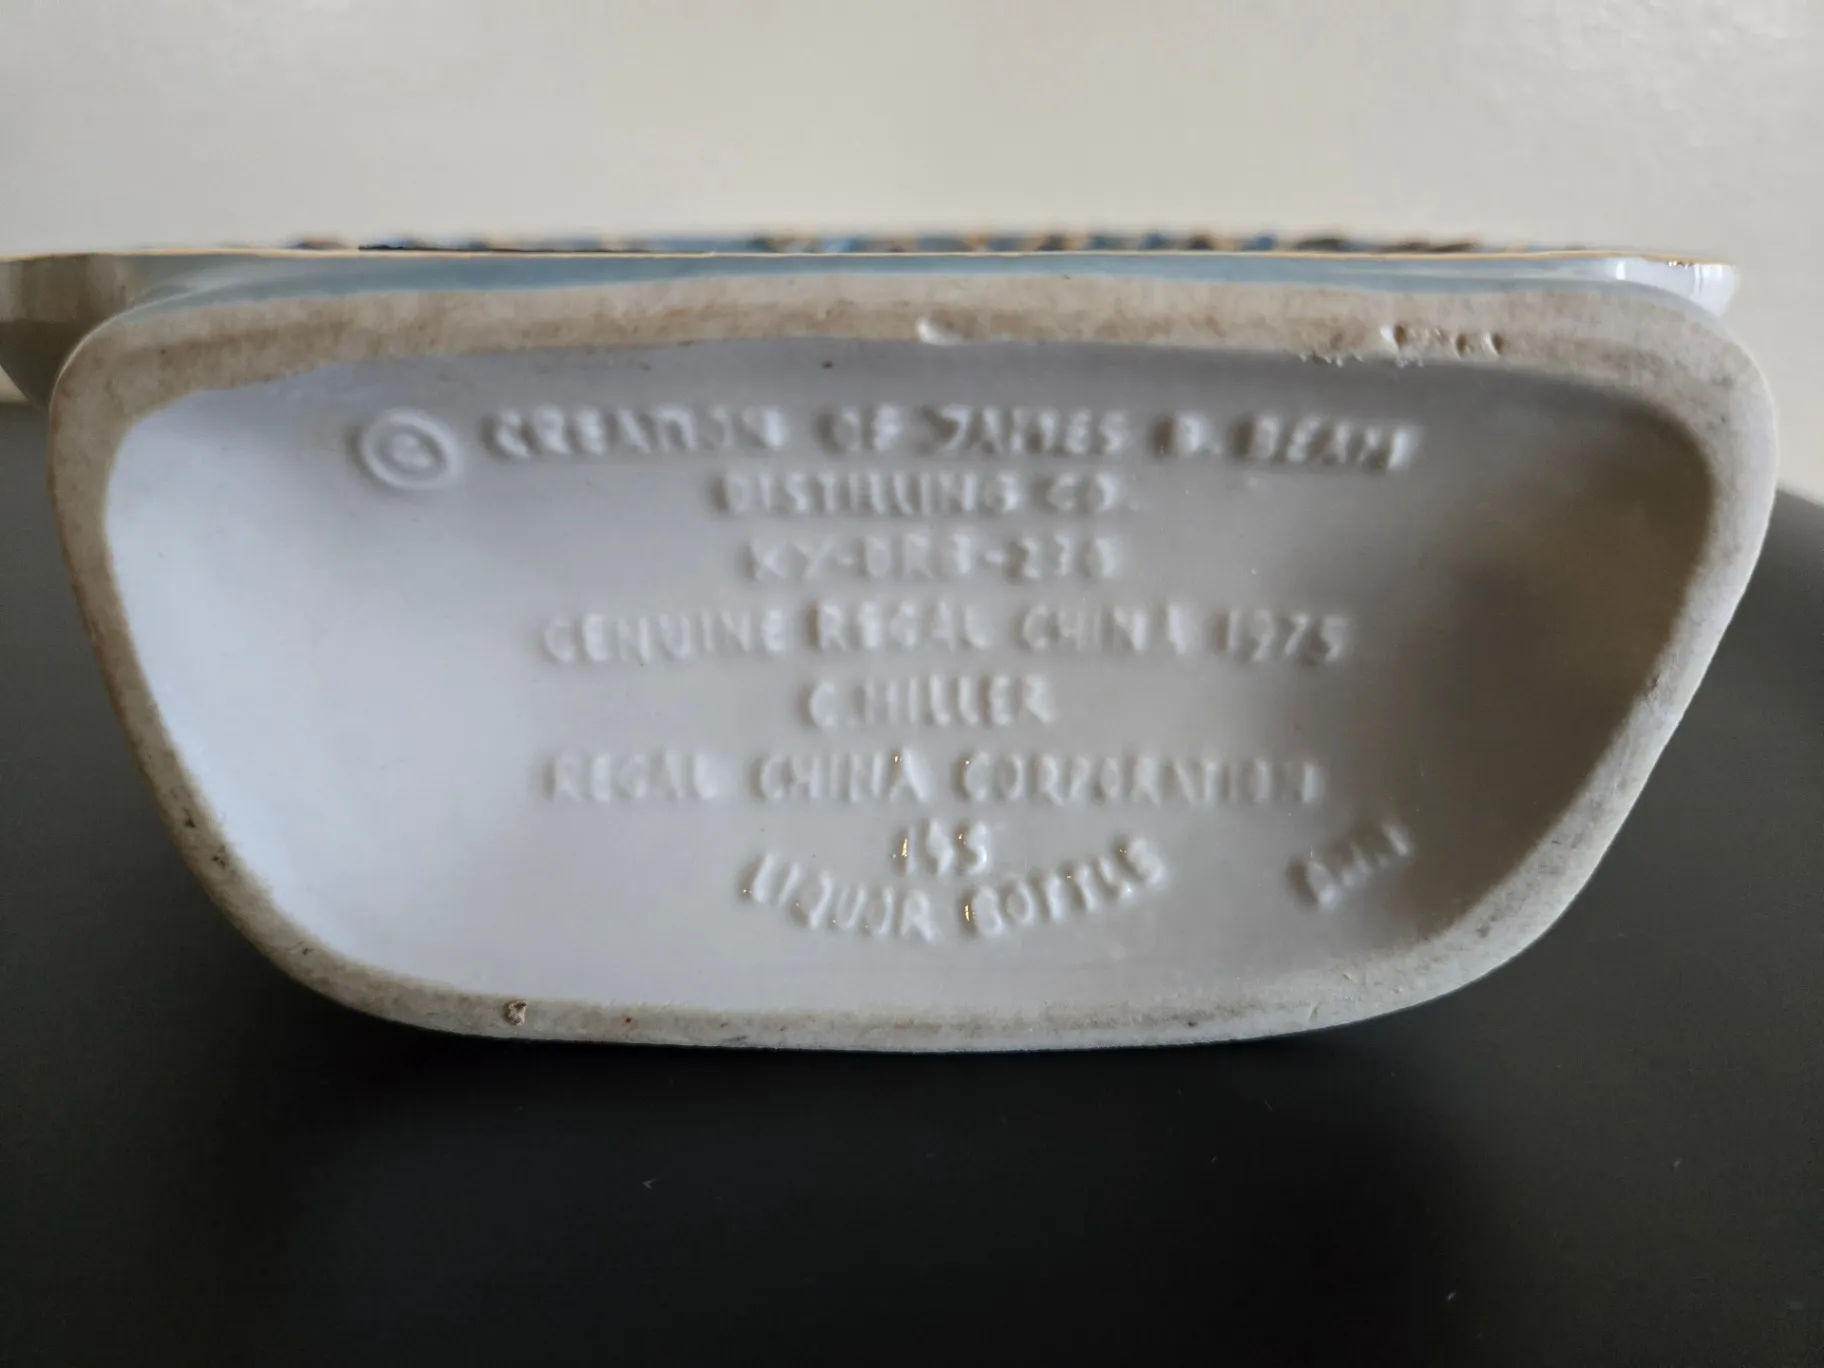 © CREATION OF JAMES B. BEAM
DISTILLING CO.
KY-DRB-230
GENUINE REGAL CHINA 1975
C. MILLER
REGAL CHINA CORPORATION
195
LIQUOR BOTTLE